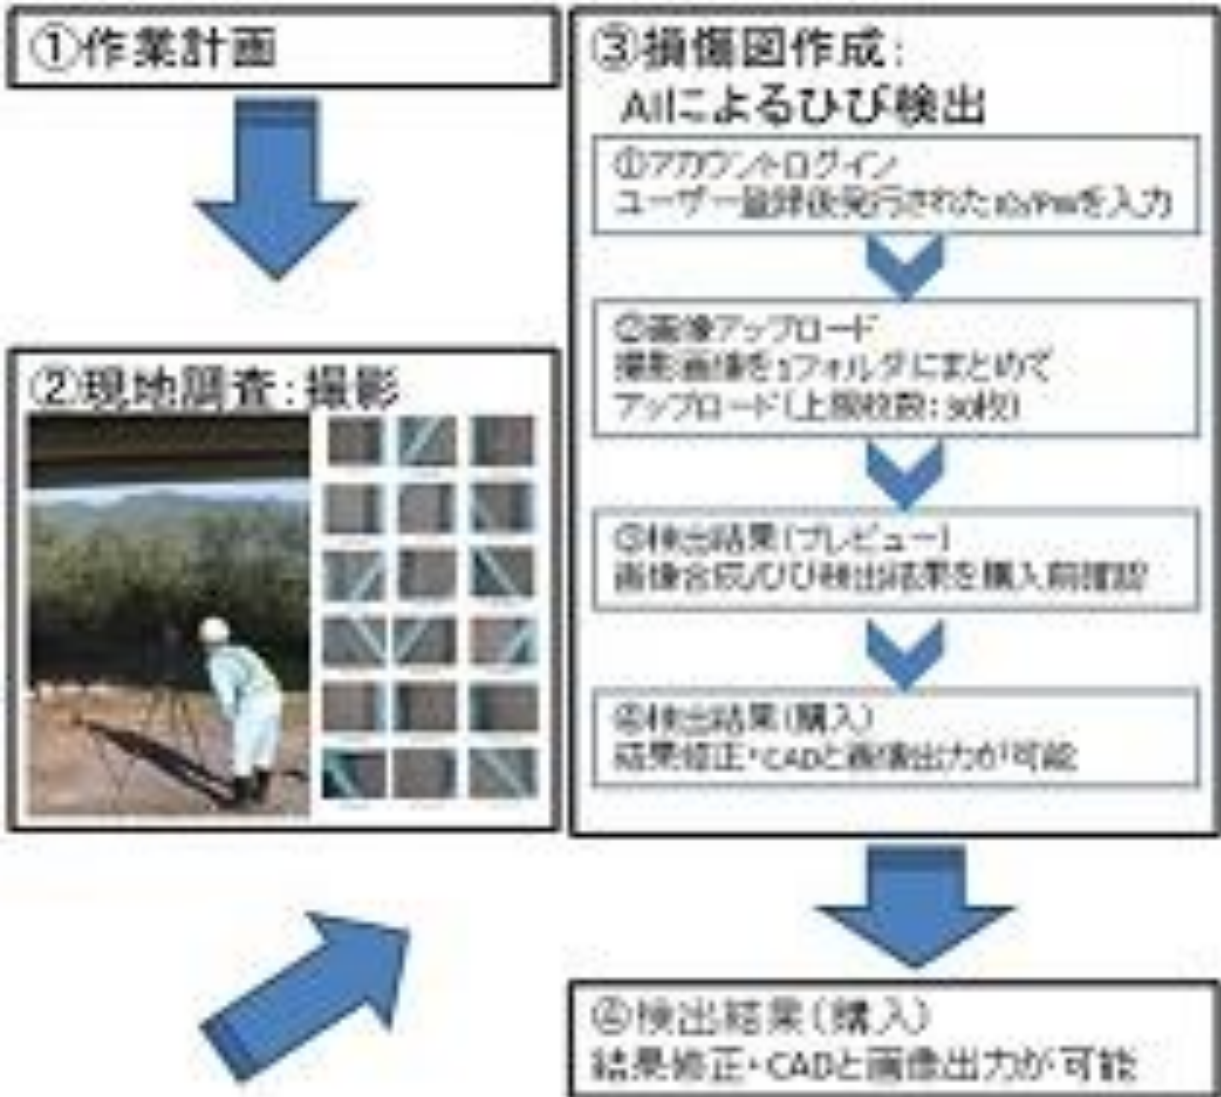 ①作業計画
②現地調査:撮影
③損傷図作成:
AIによるひび検出
①アカウントログイン
ユーザー登録後発行されたID/PWを入力
②画像アップロード
撮影画像を1フォルダにまとめて
アップロード(上限枚数:30枚)
③検出結果(プレビュー)
画像合成/ひび検出結果を購入前確認
④検出結果(購入)
結果修正・CADと画像出力が可能
④検出結果(購入)
結果修正・CADと画像出力が可能